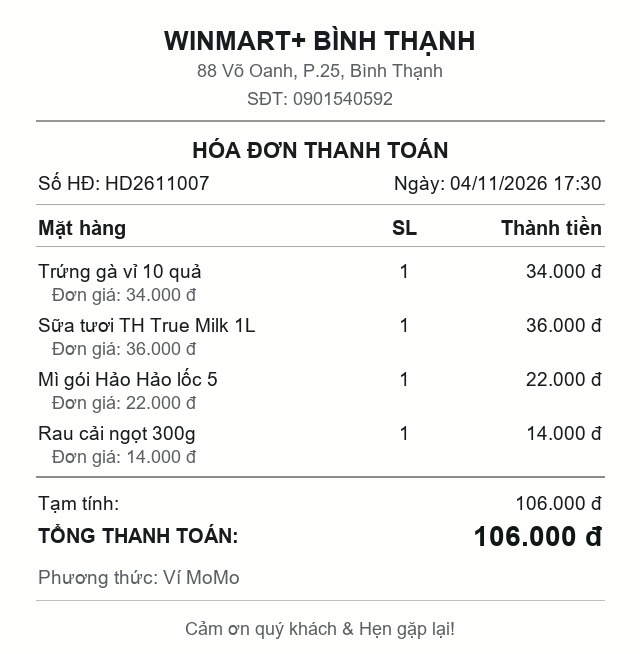 WINMART+ BÌNH THẠNH
88 Võ Oanh, P.25, Bình Thạnh
SĐT: 0901540592
HÓA ĐƠN THANH TOÁN
Số HĐ: HD2611007 Ngày: 04/11/2026 17:30
Mặt hàng SL Thành tiền
Trứng gà vỉ 10 quả 1 34.000 đ
Đơn giá: 34.000 đ
Sữa tươi TH True Milk 1L 1 36.000 đ
Đơn giá: 36.000 đ
Mì gói Hảo Hảo lốc 5 1 22.000 đ
Đơn giá: 22.000 đ
Rau cải ngọt 300g 1 14.000 đ
Đơn giá: 14.000 đ
Tạm tính: 106.000 đ
TỔNG THANH TOÁN: 106.000 đ
Phương thức: Ví MoMo
Cảm ơn quý khách & Hẹn gặp lại!